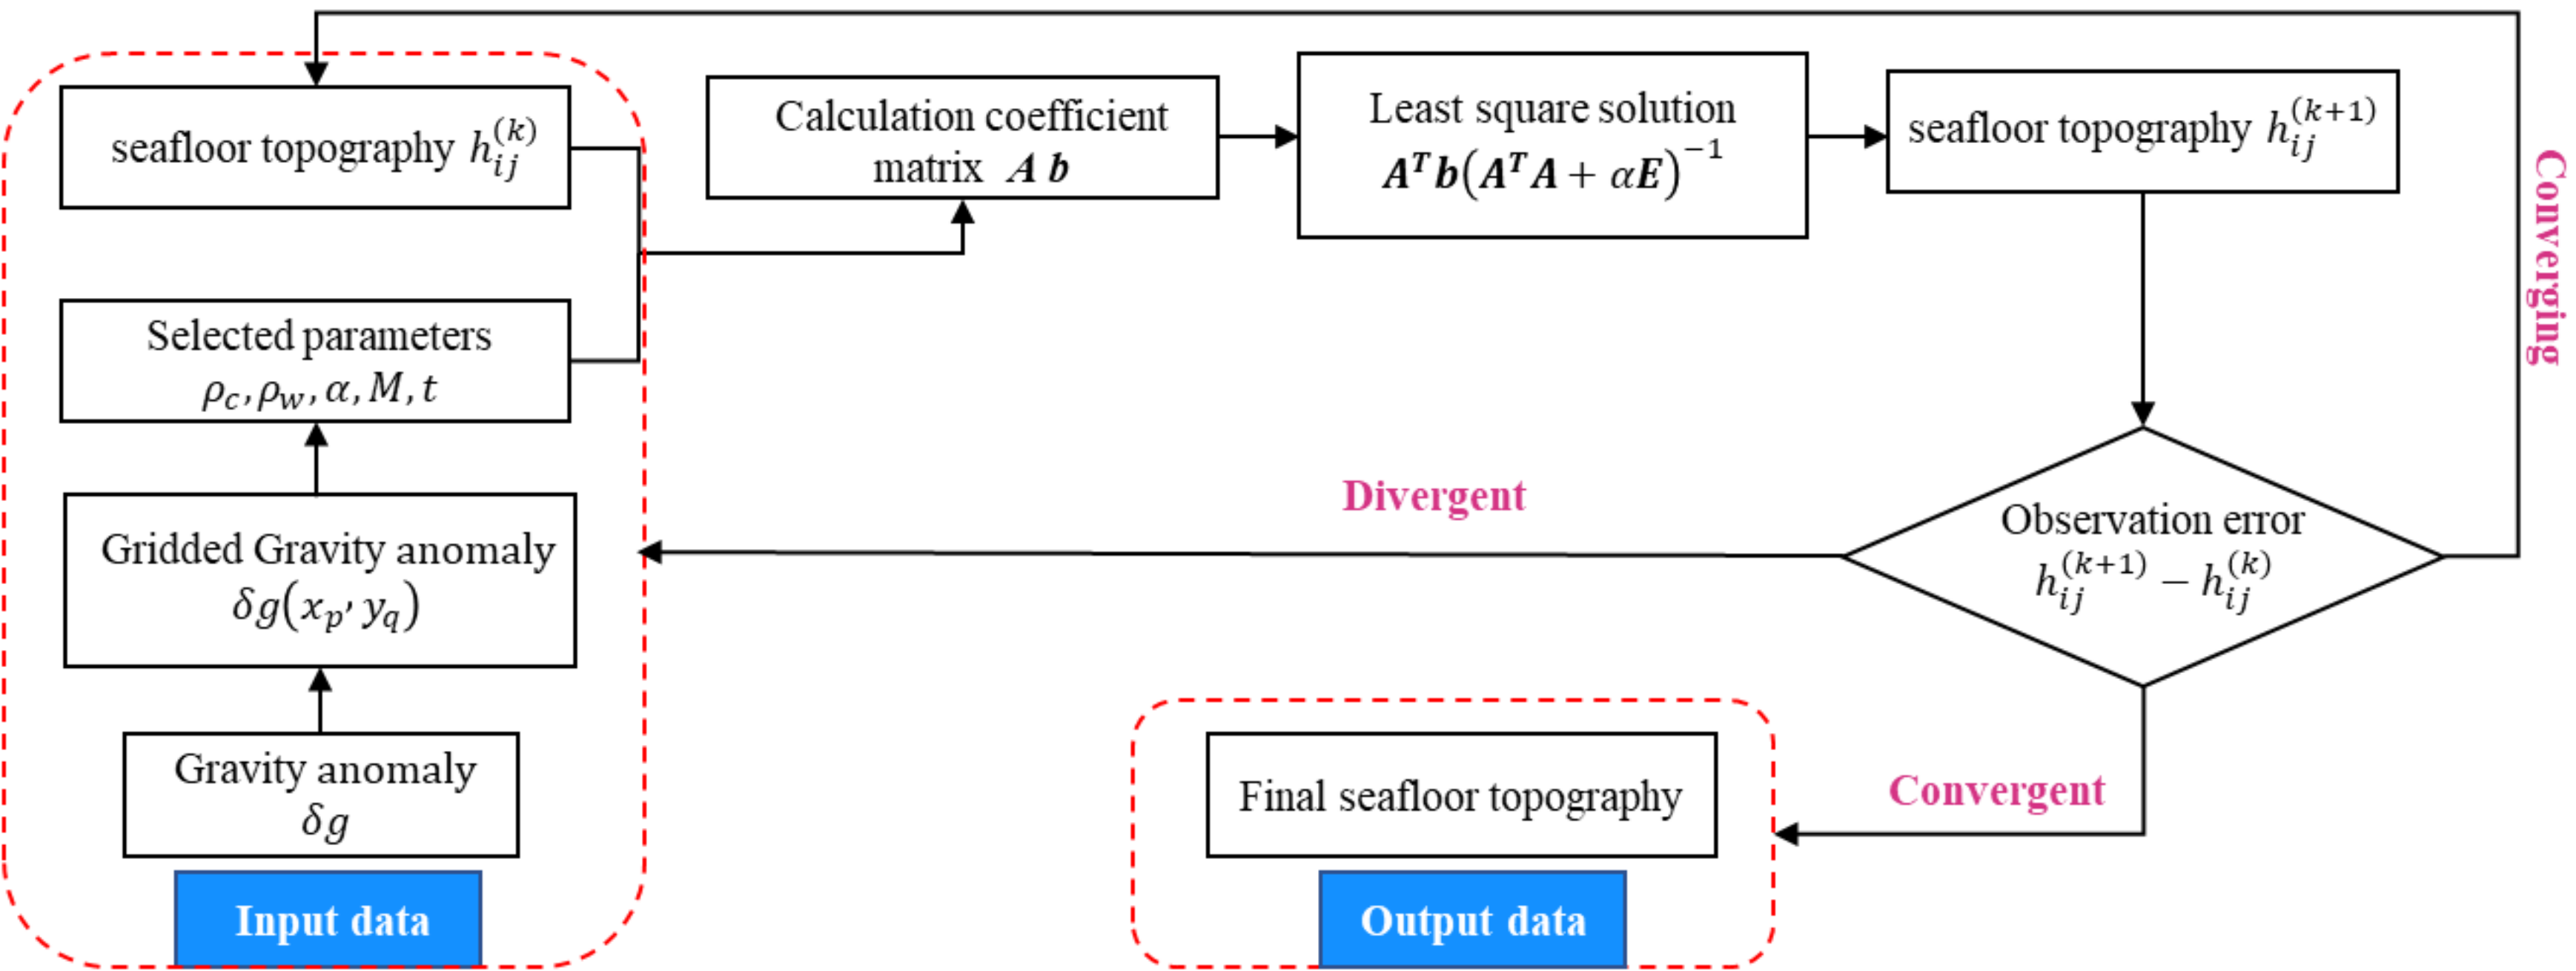 seafloor topography h_{ij}^{(k)}
Selected parameters
ρ_c, ρ_w, α, M, t
Gridded Gravity anomaly
δg(x_p, y_q)
Gravity anomaly
δg
Input data
Calculation coefficient
matrix A b
Least square solution
A^T b(A^T A + αE)^{-1}
seafloor topography h_{ij}^{(k+1)}
Converging
Observation error
h_{ij}^{(k+1)} − h_{ij}^{(k)}
Divergent
Convergent
Final seafloor topography
Output data